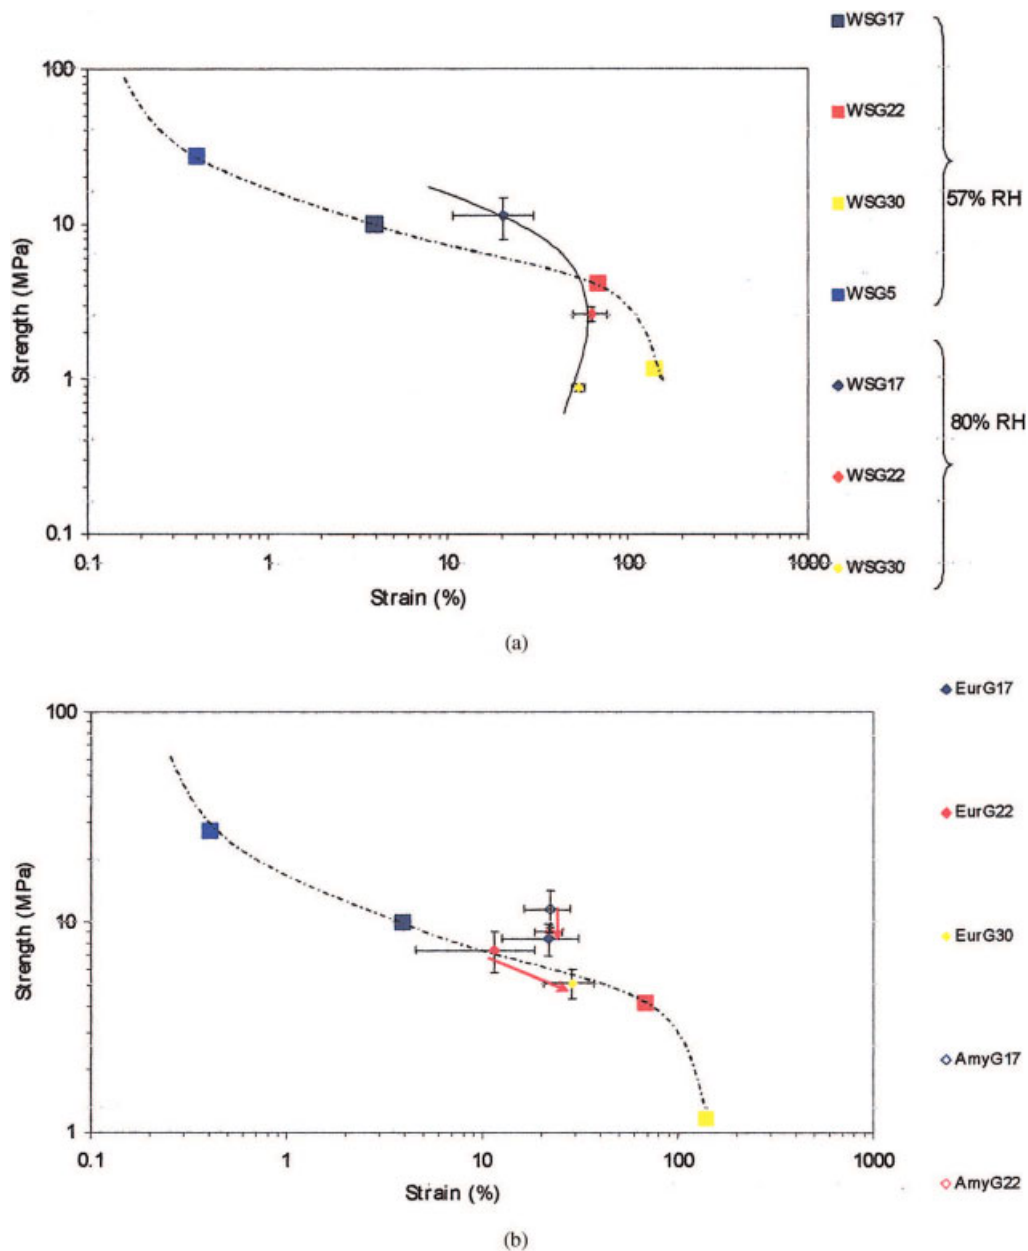 WSG17
100
WSG22
10
WSG30
57% RH
Strength (MPa)
WSG5
1
WSG17
80% RH
WSG22
0.1
0.1 1 10 100 1000
WSG30
Strain (%)
(a)
EurG17
100
EurG22
Strength (MPa)
10
EurG30
AmyG17
1
0.1 1 10 100 1000
AmyG22
Strain (%)
(b)